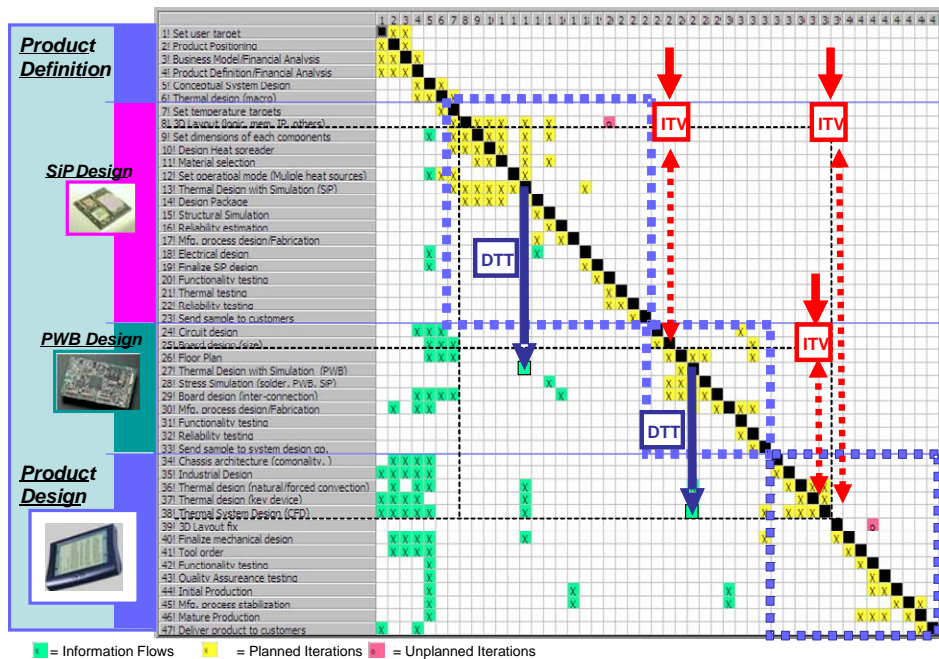 Product
Definition
SiP Design
PWB Design
Product
Design
1! Set user target
2! Product Positioning
3! Business Model/Financial Analysis
4! Product Definition/Financial Analysis
5! Conceptual System Design
6! Thermal design (macro)
7! Set temperature targets
8! 3D Layout (logic, mem, IP, others)
9! Set dimensions of each components
10! Design Heat spreader
11! Material selection
12! Set operatioal mode (Muliple heat sources)
13! Thermal Design with Simulation (SiP)
14! Design Package
15! Structural Simulation
16! Reliability estimation
17! Mfg. process design/Fabrication
18! Electrical design
19! Finalize SiP design
20! Functionality testing
21! Thermal testing
22! Reliability testing
23! Send sample to customers
24! Circuit design
25! Board design (size)
26! Floor Plan
27! Thermal Design with Simulation (PWB)
28! Stress Simulation (solder, PWB, SiP)
29! Board design (inter-connection)
30! Mfg. process design/Fabrication
31! Functionality testing
32! Reliability testing
33! Send sample to system design gp.
34! Chassis architecture (comonality, )
35! Industrial Design
36! Thermal design (natural/forced convection)
37! Thermal design (key device)
38! Thermal System Design (CFD)
39! 3D Layout fix
40! Finalize mechanical design
41! Tool order
42! Functionality testing
43! Quality Assureance testing
44! Initial Production
45! Mfg. process stabilization
46! Mature Production
47! Deliver product to customers
ITV
ITV
DTT
ITV
DTT
x = Information Flows x = Planned Iterations o = Unplanned Iterations